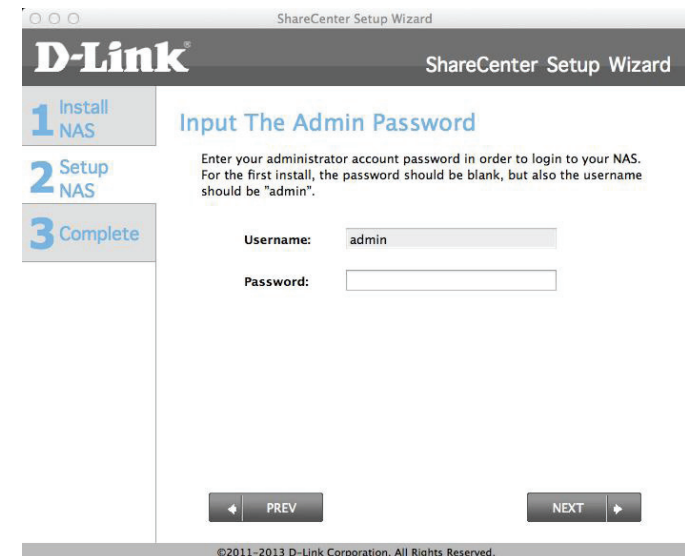 ShareCenter Setup Wizard
D-Link®
ShareCenter Setup Wizard
1 Install
NAS
2 Setup
NAS
3 Complete
Input The Admin Password
Enter your administrator account password in order to login to your NAS.
For the first install, the password should be blank, but also the username
should be "admin".
Username: admin
Password:
PREV
NEXT
©2011-2013 D-Link Corporation. All Rights Reserved.